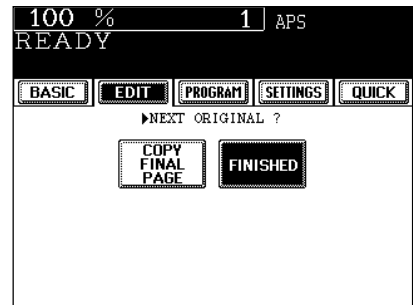 100 % 1 APS
READY
BASIC EDIT PROGRAM SETTINGS QUICK
▶NEXT ORIGINAL ?
COPY
FINAL
PAGE
FINISHED